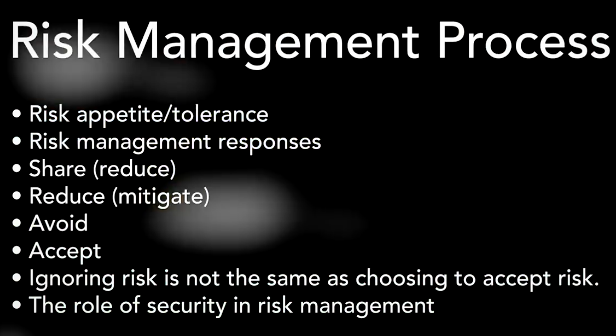 Risk Management Process
• Risk appetite/tolerance
• Risk management responses
• Share (reduce)
• Reduce (mitigate)
• Avoid
• Accept
• Ignoring risk is not the same as choosing to accept risk.
• The role of security in risk management